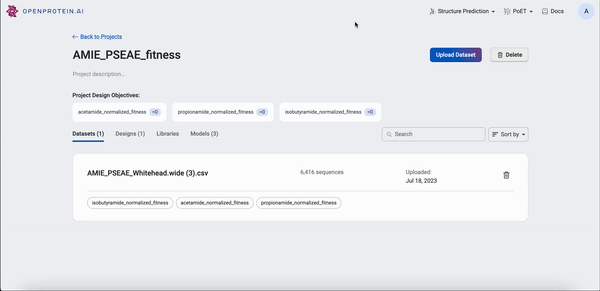 OPENPROTEIN.AI
Structure Prediction
PoET
Docs
A
← Back to Projects
AMIE_PSEAE_fitness
Upload Dataset
Delete
Project description...
Project Design Objectives:
acetamide_normalized_fitness >0
propionamide_normalized_fitness >0
isobutyramide_normalized_fitness >0
Datasets (1)
Designs (1)
Libraries
Models (3)
Search
Sort by
AMIE_PSEAE_Whitehead.wide (3).csv
6,416 sequences
Uploaded:
Jul 18, 2023
isobutyramide_normalized_fitness
acetamide_normalized_fitness
propionamide_normalized_fitness